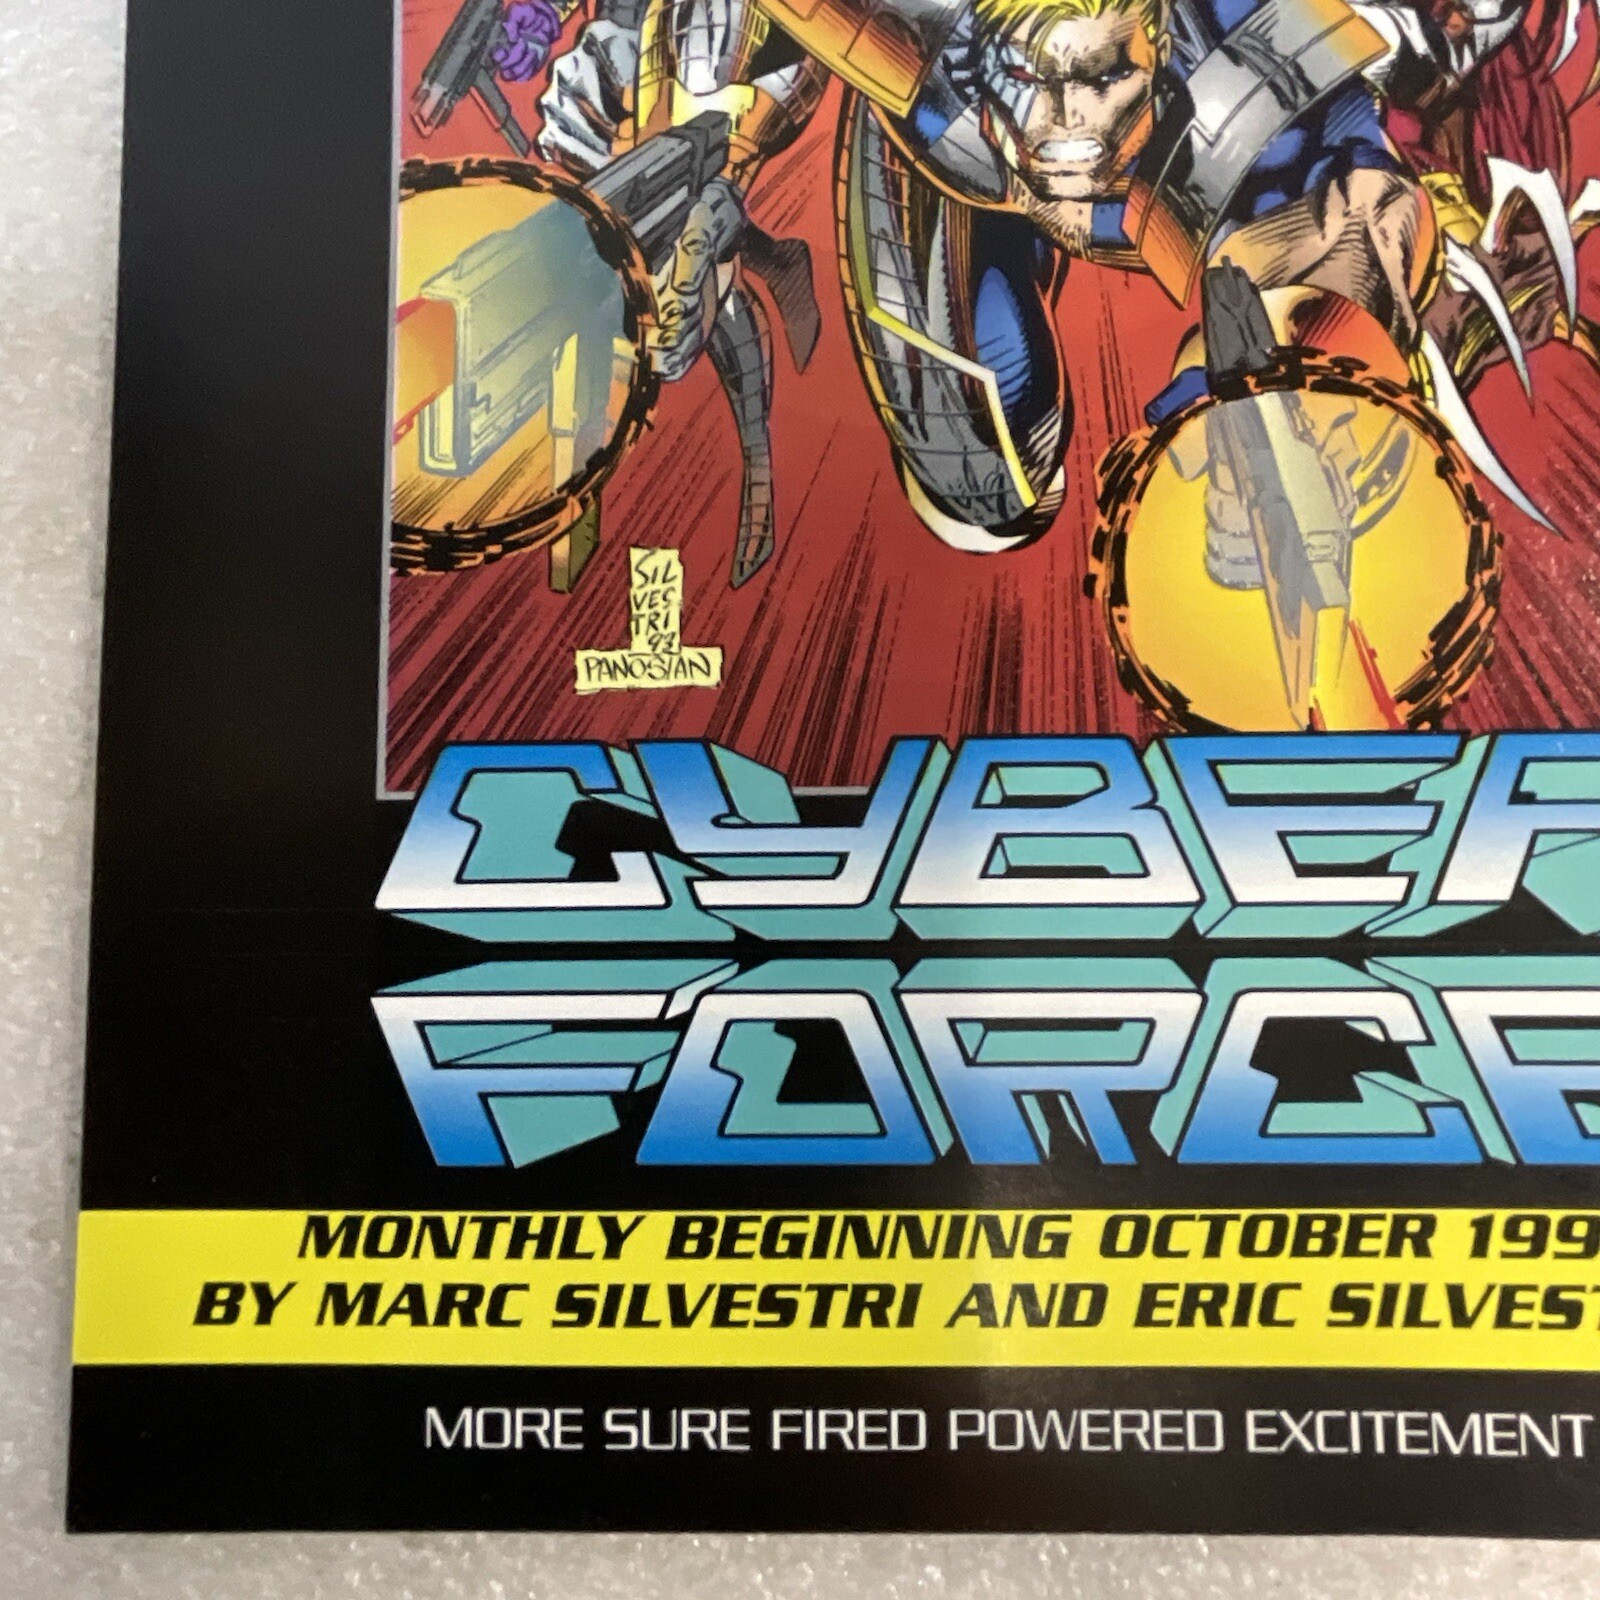 SIL
VES
TRI
93
PANOSIAN
CYBER
FORCE
MONTHLY BEGINNING OCTOBER 199
BY MARC SILVESTRI AND ERIC SILVEST
MORE SURE FIRED POWERED EXCITEMENT